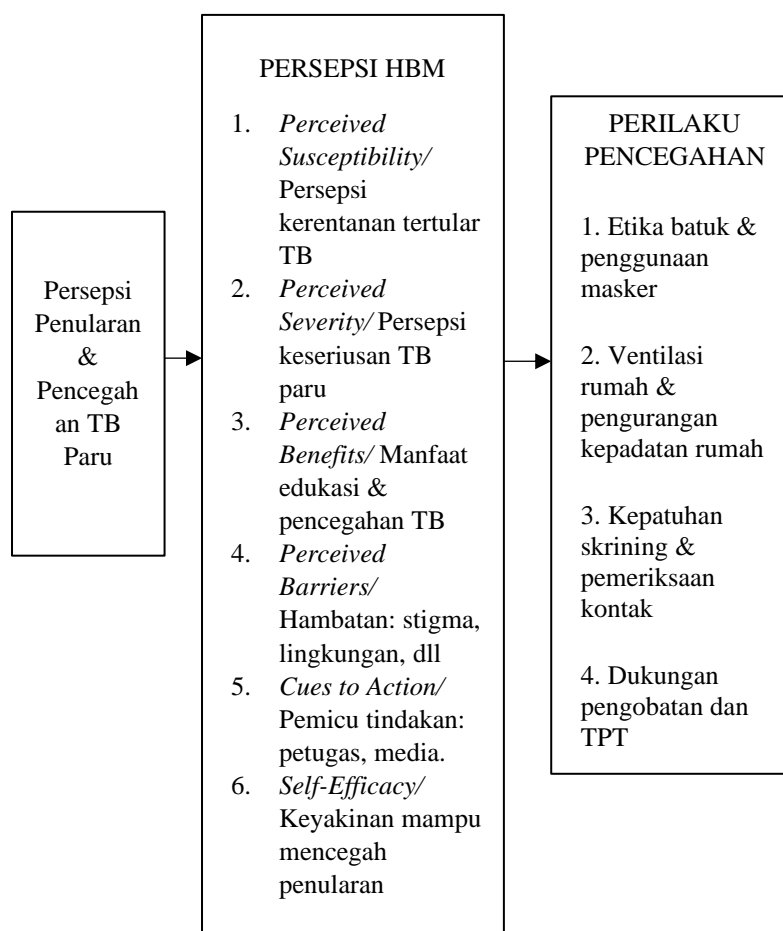 Persepsi
Penularan
&
Pencegah
an TB
Paru
PERSEPSI HBM
1. Perceived
Susceptibility/
Persepsi
kerentanan tertular
TB
2. Perceived
Severity/ Persepsi
keseriusan TB
paru
3. Perceived
Benefits/ Manfaat
edukasi &
pencegahan TB
4. Perceived
Barriers/
Hambatan: stigma,
lingkungan, dll
5. Cues to Action/
Pemicu tindakan:
petugas, media.
6. Self-Efficacy/
Keyakinan mampu
mencegah
penularan
PERILAKU
PENCEGAHAN
1. Etika batuk &
penggunaan
masker
2. Ventilasi
rumah &
pengurangan
kepadatan rumah
3. Kepatuhan
skrining &
pemeriksaan
kontak
4. Dukungan
pengobatan dan
TPT